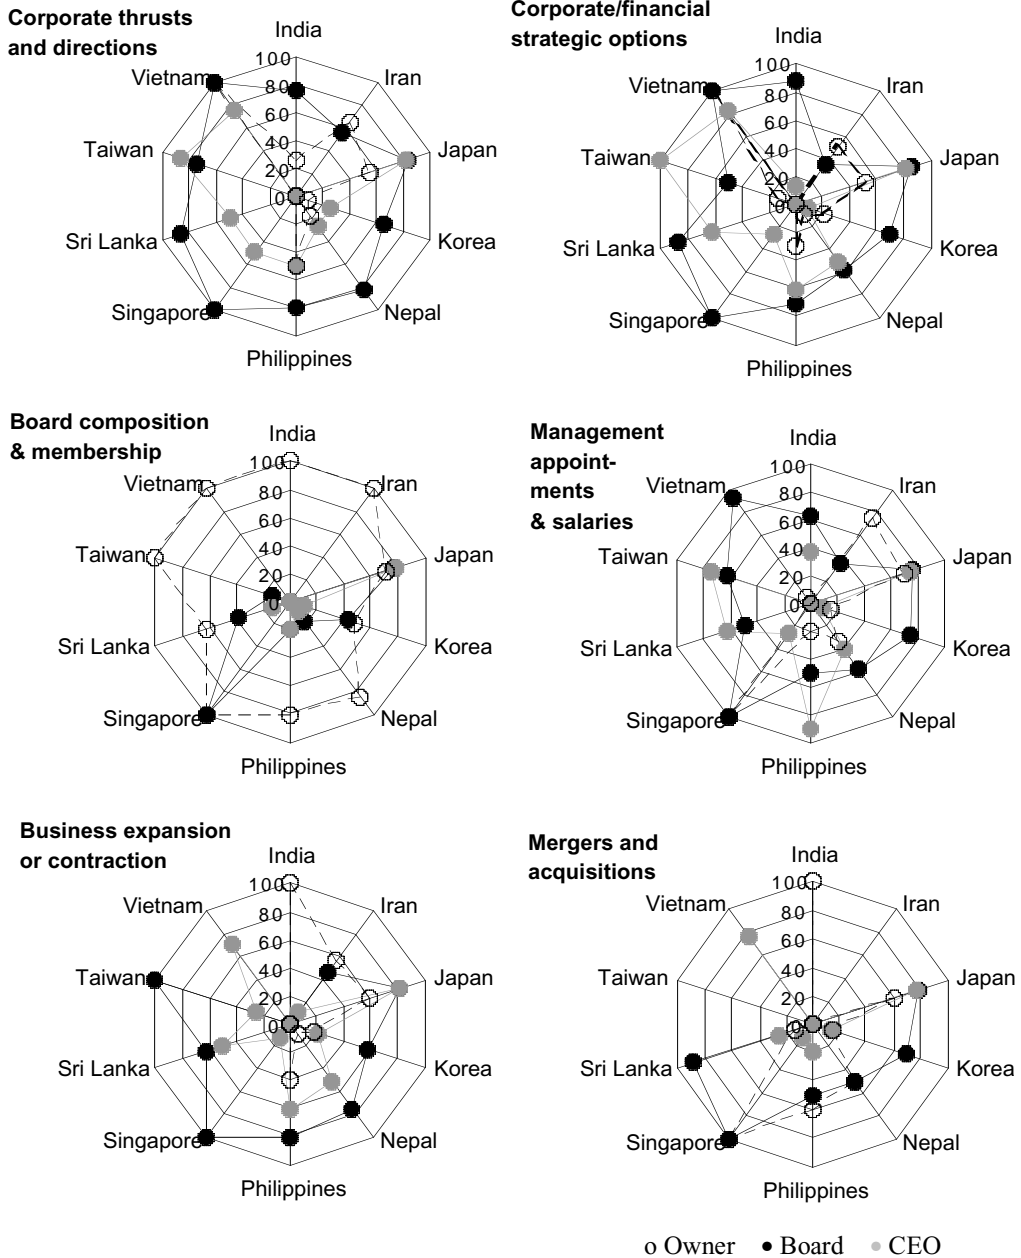 Corporate thrusts
and directions
India
100
80
60
40
20
0
Iran
Japan
Korea
Nepal
Philippines
Singapore
Sri Lanka
Taiwan
Vietnam
Corporate/financial
strategic options
India
100
80
60
40
20
0
Iran
Japan
Korea
Nepal
Philippines
Singapore
Sri Lanka
Taiwan
Vietnam
Board composition
& membership
India
100
80
60
40
20
0
Iran
Japan
Korea
Nepal
Philippines
Singapore
Sri Lanka
Taiwan
Vietnam
Management
appoint-
ments
& salaries
India
100
80
60
40
20
0
Iran
Japan
Korea
Nepal
Philippines
Singapore
Sri Lanka
Taiwan
Vietnam
Business expansion
or contraction
India
100
80
60
40
20
0
Iran
Japan
Korea
Nepal
Philippines
Singapore
Sri Lanka
Taiwan
Vietnam
Mergers and
acquisitions
India
100
80
60
40
20
0
Iran
Japan
Korea
Nepal
Philippines
Singapore
Sri Lanka
Taiwan
Vietnam
o Owner • Board • CEO